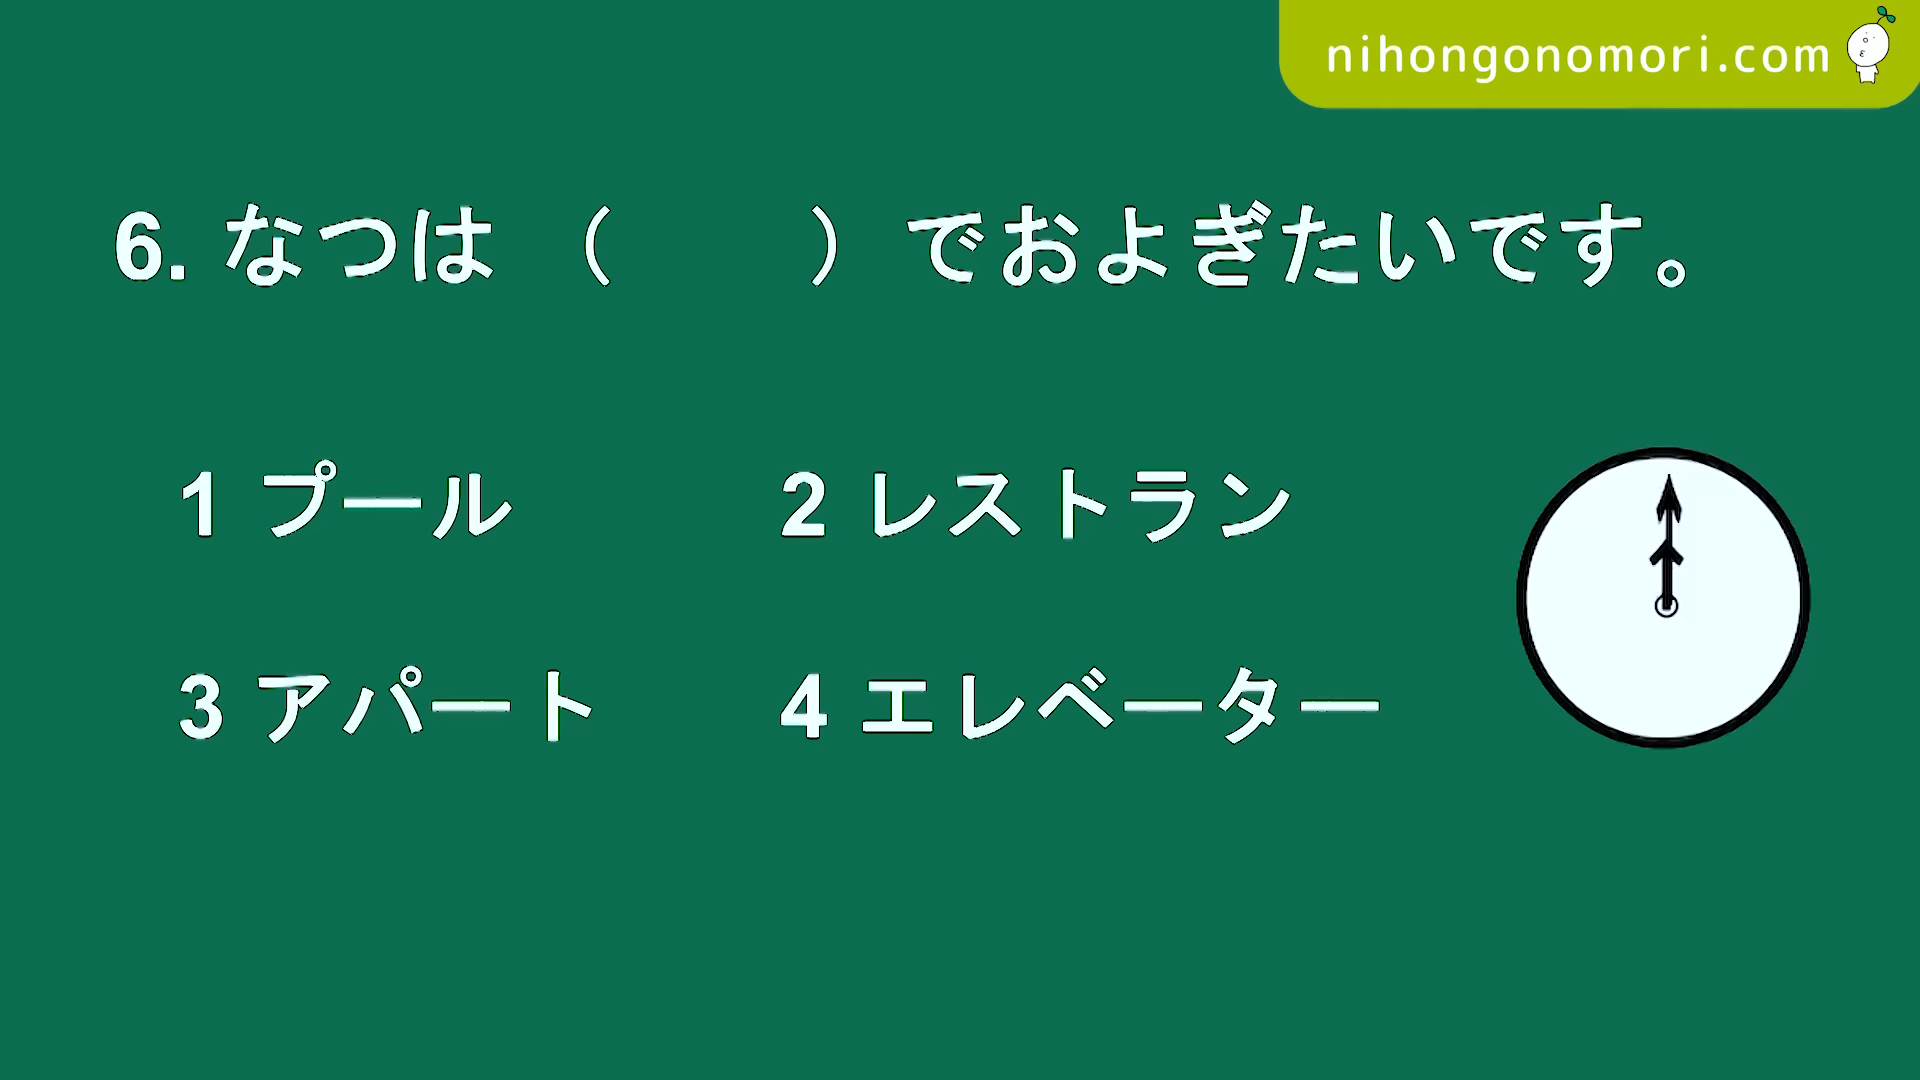 nihongonomori.com
6. なつは （　　） でおよぎたいです。
1 プール　2 レストラン
3 アパート　4 エレベーター